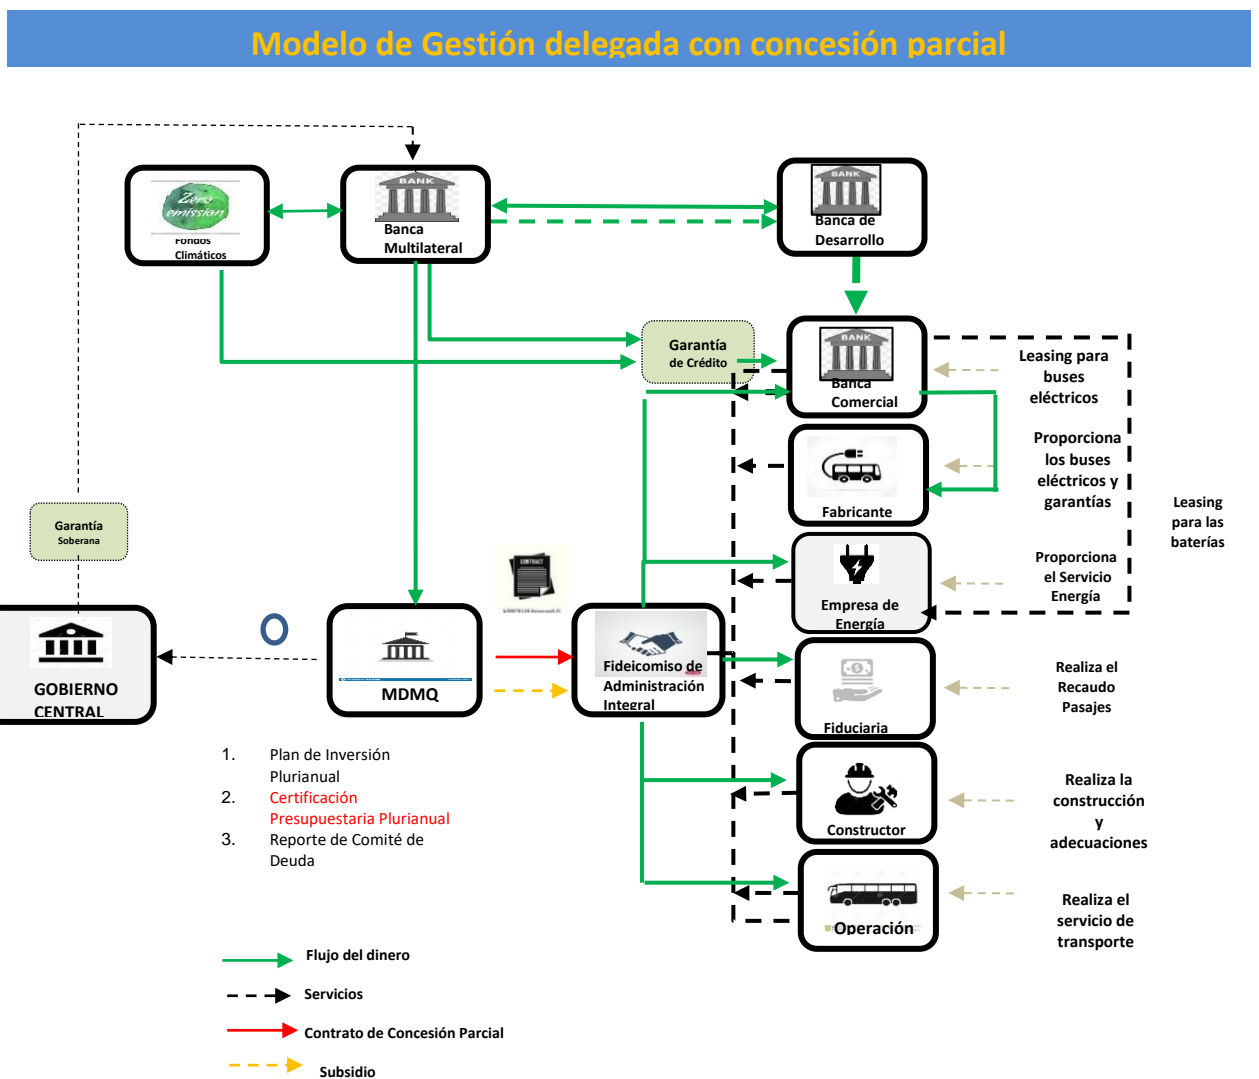 Modelo de Gestión delegada con concesión parcial
Zero
emission
Fondos
Climáticos
BANK
Banca
Multilateral
BANK
Banca de
Desarrollo
Garantía
de Crédito
BANK
Banca
Comercial
Leasing para
buses
eléctricos
Fabricante
Proporciona
los buses
eléctricos y
garantías
Leasing
para las
baterías
Garantía
Soberana
CONTRACT
Empresa de
Energía
Proporciona
el Servicio
Energía
GOBIERNO
CENTRAL
MDMQ
Fideicomiso de
Administración
Integral
Fiduciaria
Realiza el
Recaudo
Pasajes
1. Plan de Inversión
Plurianual
2. Certificación
Presupuestaria Plurianual
3. Reporte de Comité de
Deuda
Constructor
Realiza la
construcción
y
adecuaciones
Operación
Realiza el
servicio de
transporte
Flujo del dinero
Servicios
Contrato de Concesión Parcial
Subsidio